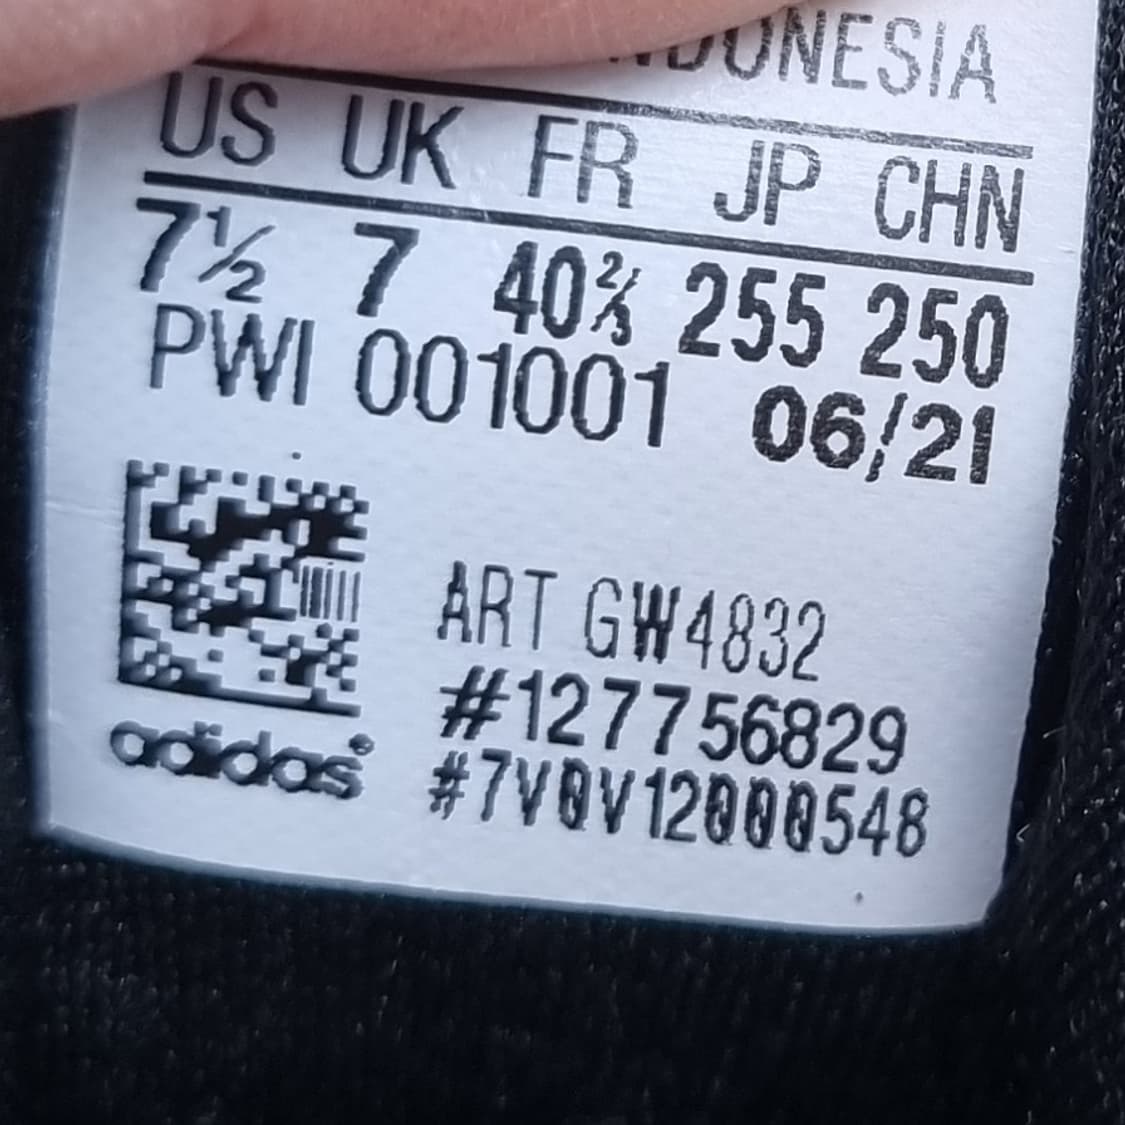 INDONESIA
US UK FR JP CHN
7½ 7 40⅔ 255 250
PWI 001001 06/21
ART GW4832
#127756829
adidas®
#7V0V12000548